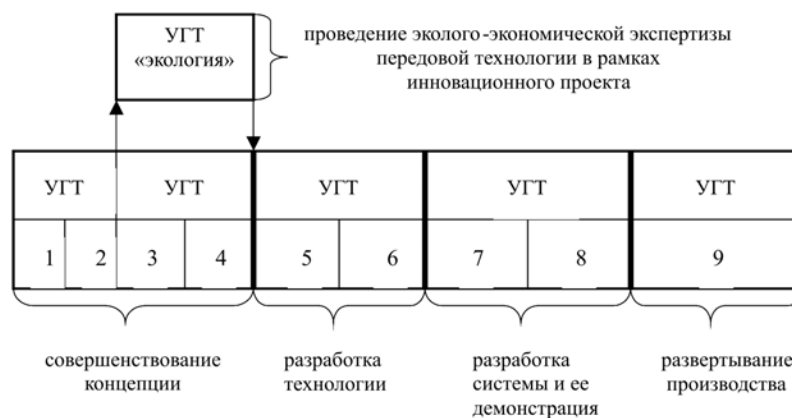 УГТ
«экология»
проведение эколого-экономической экспертизы
передовой технологии в рамках
инновационного проекта
УГТ УГТ УГТ УГТ УГТ
1 2 3 4 5 6 7 8 9
совершенствование
концепции
разработка
технологии
разработка
системы и ее
демонстрация
развертывание
производства